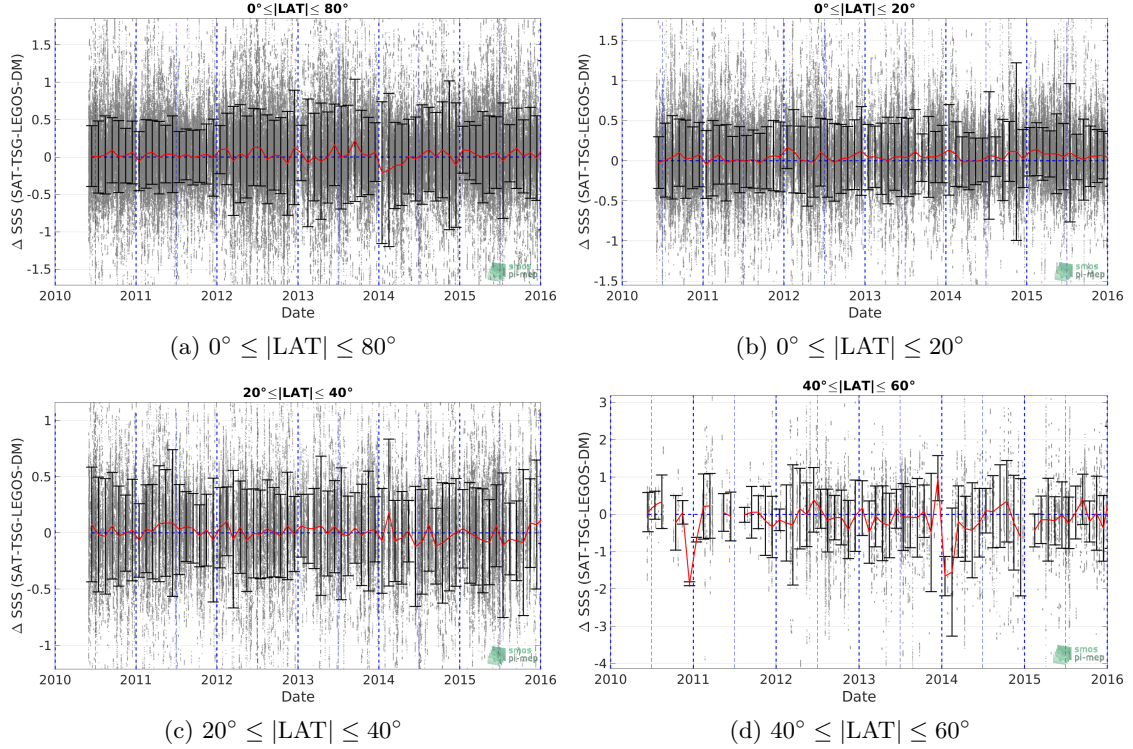 0°≤|LAT|≤ 80°
Δ SSS (SAT-TSG-LEGOS-DM)
1.5
1
0.5
0
-0.5
-1
-1.5
2010 2011 2012 2013 2014 2015 2016
Date
smos
pi-mep
(a) 0° ≤ |LAT| ≤ 80°
0°≤|LAT|≤ 20°
Δ SSS (SAT-TSG-LEGOS-DM)
1.5
1
0.5
0
-0.5
-1
-1.5
2010 2011 2012 2013 2014 2015 2016
Date
smos
pi-mep
(b) 0° ≤ |LAT| ≤ 20°
20°≤|LAT|≤ 40°
Δ SSS (SAT-TSG-LEGOS-DM)
1
0.5
0
-0.5
-1
2010 2011 2012 2013 2014 2015 2016
Date
smos
pi-mep
(c) 20° ≤ |LAT| ≤ 40°
40°≤|LAT|≤ 60°
Δ SSS (SAT-TSG-LEGOS-DM)
3
2
1
0
-1
-2
-3
-4
2010 2011 2012 2013 2014 2015 2016
Date
smos
pi-mep
(d) 40° ≤ |LAT| ≤ 60°